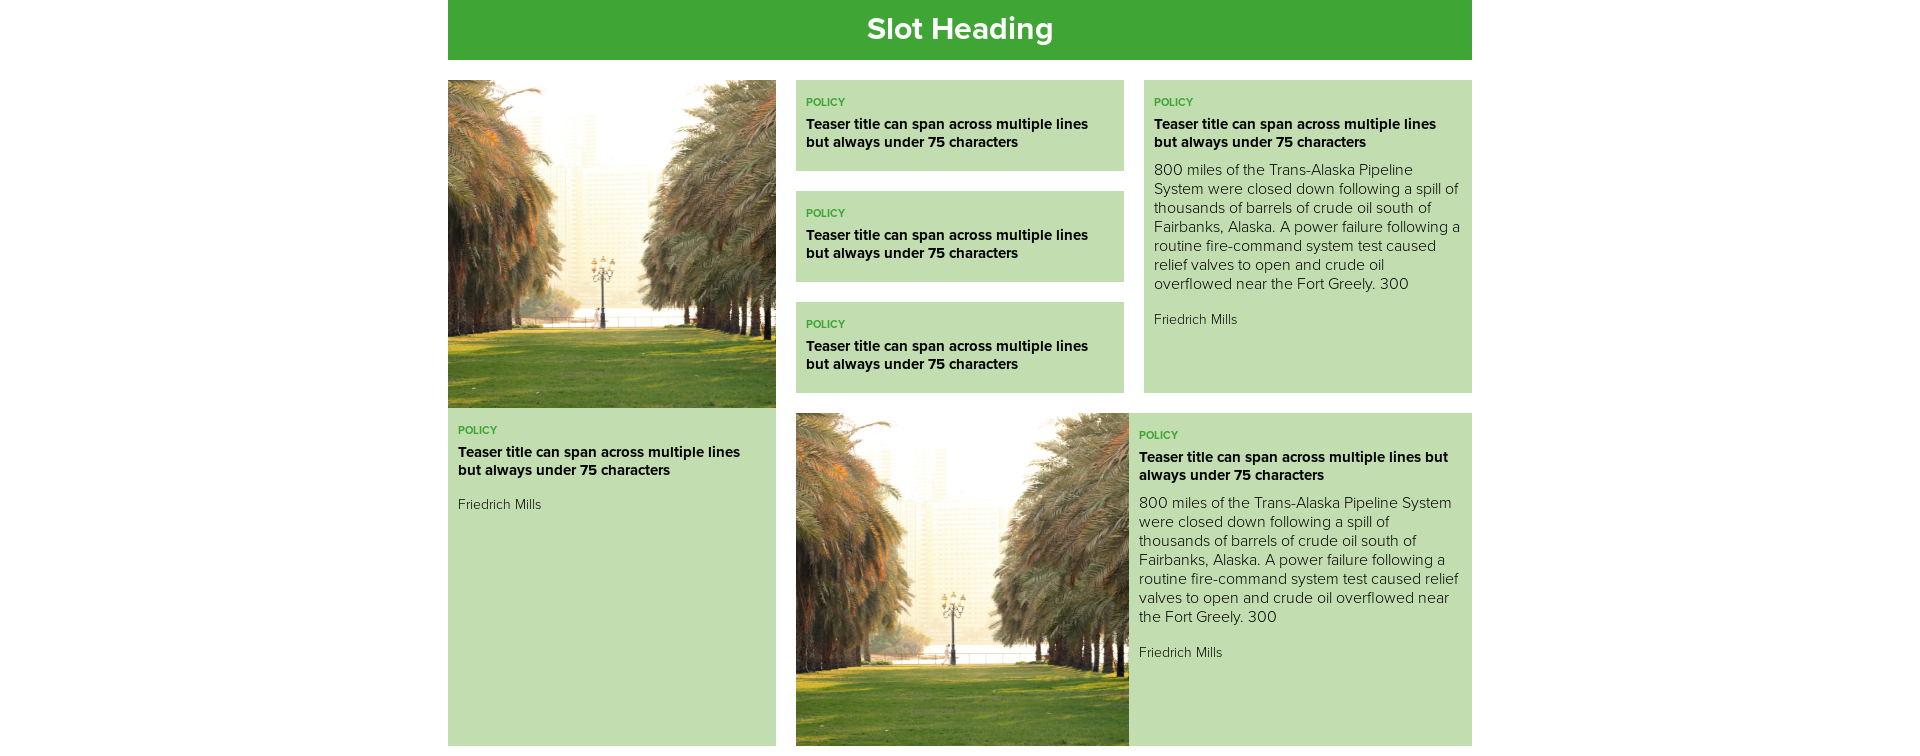 Slot Heading
POLICY
Teaser title can span across multiple lines
but always under 75 characters
Friedrich Mills
POLICY
Teaser title can span across multiple lines
but always under 75 characters
POLICY
Teaser title can span across multiple lines
but always under 75 characters
POLICY
Teaser title can span across multiple lines
but always under 75 characters
POLICY
Teaser title can span across multiple lines
but always under 75 characters
800 miles of the Trans-Alaska Pipeline
System were closed down following a spill of
thousands of barrels of crude oil south of
Fairbanks, Alaska. A power failure following a
routine fire-command system test caused
relief valves to open and crude oil
overflowed near the Fort Greely. 300
Friedrich Mills
POLICY
Teaser title can span across multiple lines but
always under 75 characters
800 miles of the Trans-Alaska Pipeline System
were closed down following a spill of
thousands of barrels of crude oil south of
Fairbanks, Alaska. A power failure following a
routine fire-command system test caused relief
valves to open and crude oil overflowed near
the Fort Greely. 300
Friedrich Mills